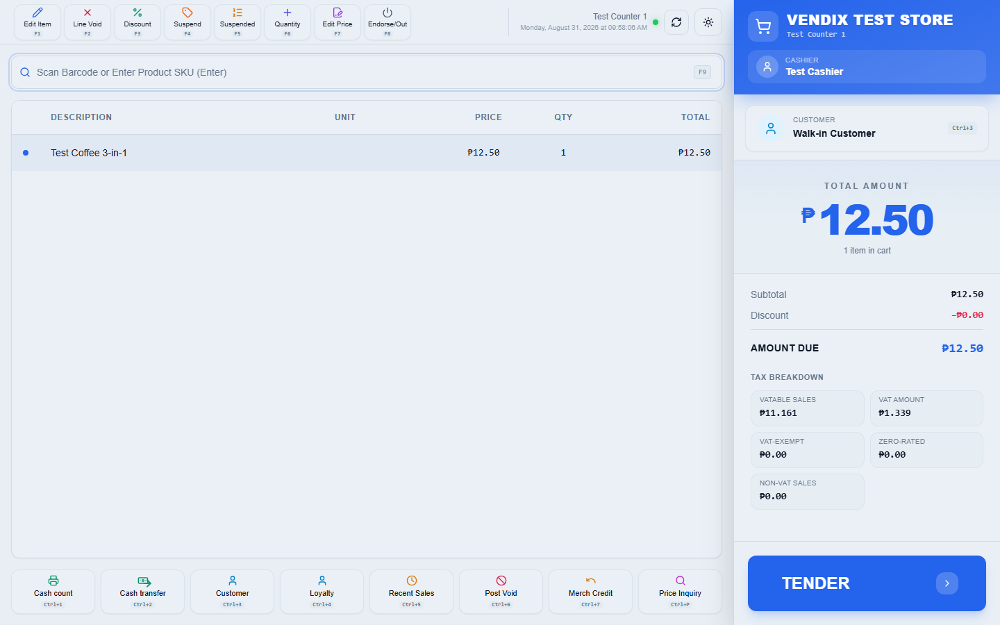 Edit Item
F1
Line Void
F2
Discount
F3
Suspend
F4
Suspended
F5
Quantity
F6
Edit Price
F7
Endorse/Out
F8
Test Counter 1
Monday, August 31, 2026 at 09:58:06 AM
Scan Barcode or Enter Product SKU (Enter)
F9
DESCRIPTION UNIT PRICE QTY TOTAL
Test Coffee 3-in-1 ₱12.50 1 ₱12.50
Cash count
Ctrl+1
Cash transfer
Ctrl+2
Customer
Ctrl+3
Loyalty
Ctrl+4
Recent Sales
Ctrl+5
Post Void
Ctrl+6
Merch Credit
Ctrl+7
Price Inquiry
Ctrl+P
VENDIX TEST STORE
Test Counter 1
CASHIER
Test Cashier
CUSTOMER
Walk-in Customer
Ctrl+3
TOTAL AMOUNT
₱12.50
1 item in cart
Subtotal ₱12.50
Discount -₱0.00
AMOUNT DUE ₱12.50
TAX BREAKDOWN
VATABLE SALES
₱11.161
VAT AMOUNT
₱1.339
VAT-EXEMPT
₱0.00
ZERO-RATED
₱0.00
NON-VAT SALES
₱0.00
TENDER